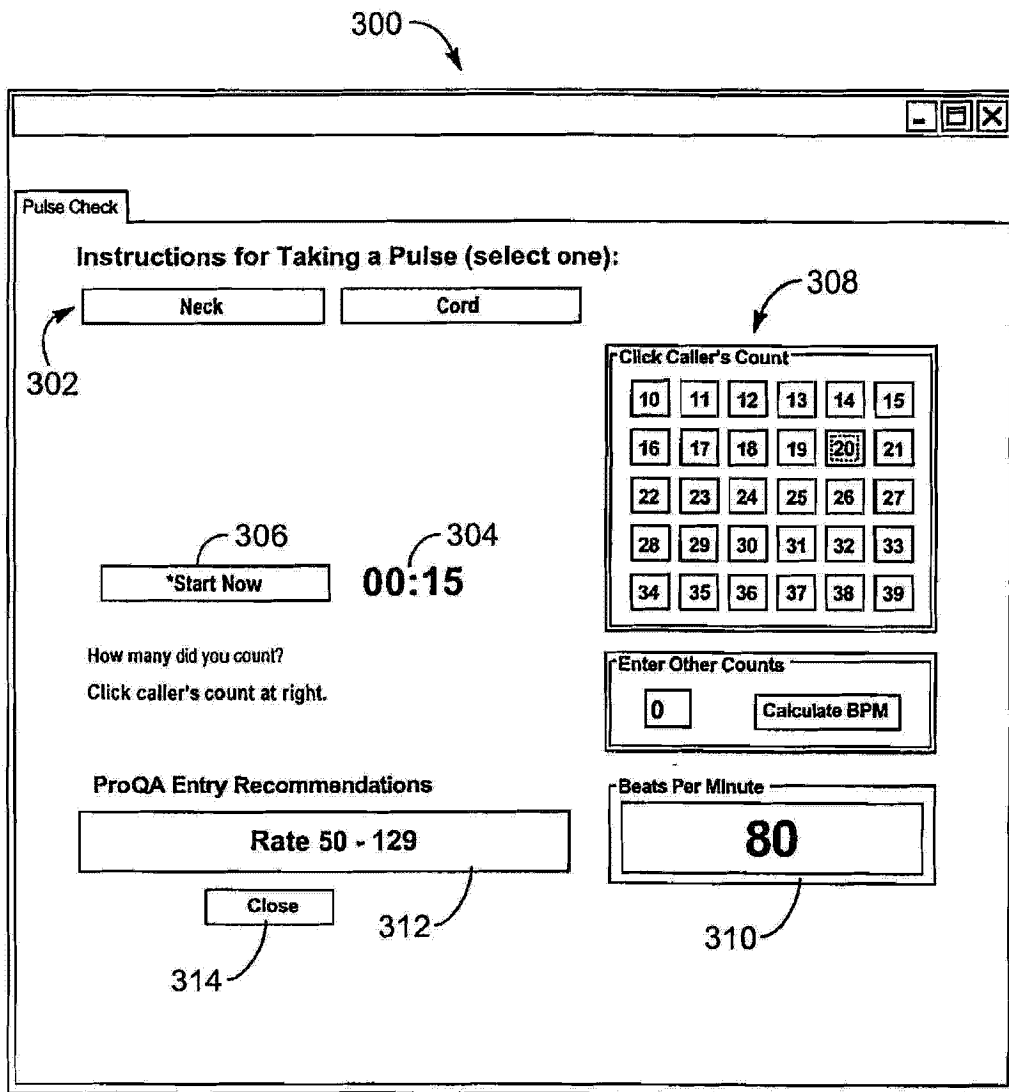 300
Pulse Check
Instructions for Taking a Pulse (select one):
Neck Cord
302
308
Click Caller's Count
10 11 12 13 14 15
16 17 18 19 20 21
22 23 24 25 26 27
28 29 30 31 32 33
34 35 36 37 38 39
306 304
*Start Now 00:15
How many did you count?
Click caller's count at right.
Enter Other Counts
0 Calculate BPM
ProQA Entry Recommendations
Rate 50 - 129
Beats Per Minute
80
Close
312
310
314